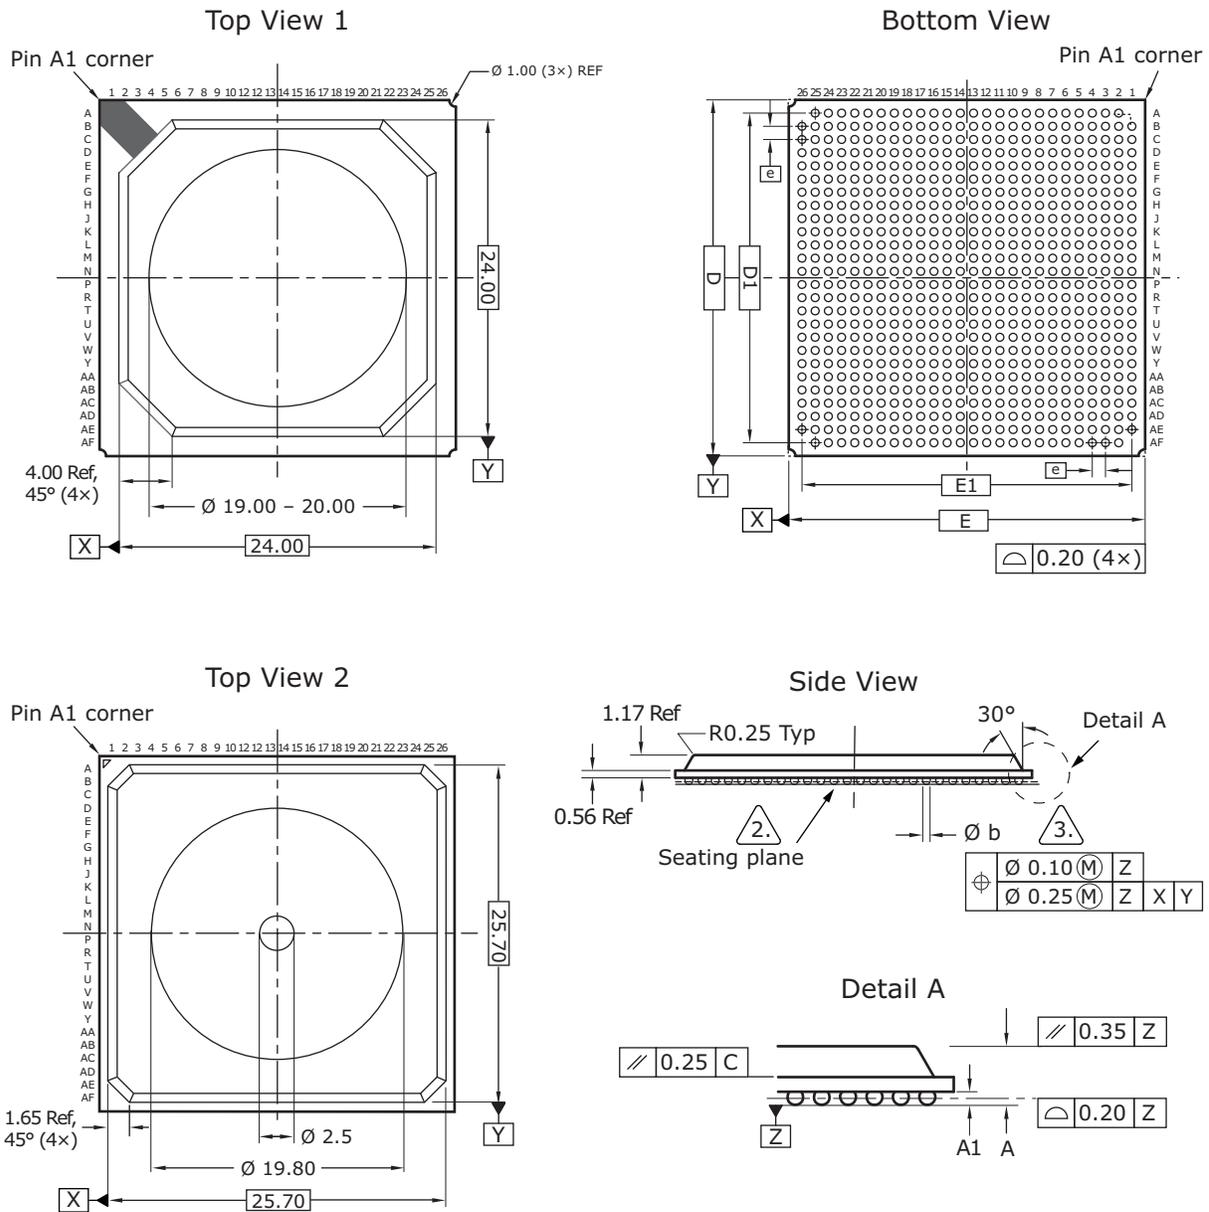 Top View 1
Pin A1 corner
Ø 1.00 (3×) REF
1 2 3 4 5 6 7 8 9 10 11 12 13 14 15 16 17 18 19 20 21 22 23 24 25 26
A
B
C
D
E
F
G
H
J
K
L
M
N
P
R
T
U
V
W
Y
AA
AB
AC
AD
AE
AF
24.00
Y
4.00 Ref,
45° (4×)
Ø 19.00 – 20.00
X
24.00
Bottom View
Pin A1 corner
26 25 24 23 22 21 20 19 18 17 16 15 14 13 12 11 10 9 8 7 6 5 4 3 2 1
A
B
C
D
E
F
G
H
J
K
L
M
N
P
R
T
U
V
W
Y
AA
AB
AC
AD
AE
AF
e
D
D1
Y
e
E1
X
E
0.20 (4×)
Top View 2
Pin A1 corner
1 2 3 4 5 6 7 8 9 10 11 12 13 14 15 16 17 18 19 20 21 22 23 24 25 26
A
B
C
D
E
F
G
H
J
K
L
M
N
P
R
T
U
V
W
Y
AA
AB
AC
AD
AE
AF
25.70
Y
1.65 Ref,
45° (4×)
Ø 2.5
Ø 19.80
X
25.70
Side View
1.17 Ref
R0.25 Typ
30°
Detail A
0.56 Ref
2.
Seating plane
Ø b
3.
Ø 0.10 Ⓜ Z
Ø 0.25 Ⓜ Z X Y
Detail A
0.35 Z
0.25 C
0.20 Z
Z
A1
A